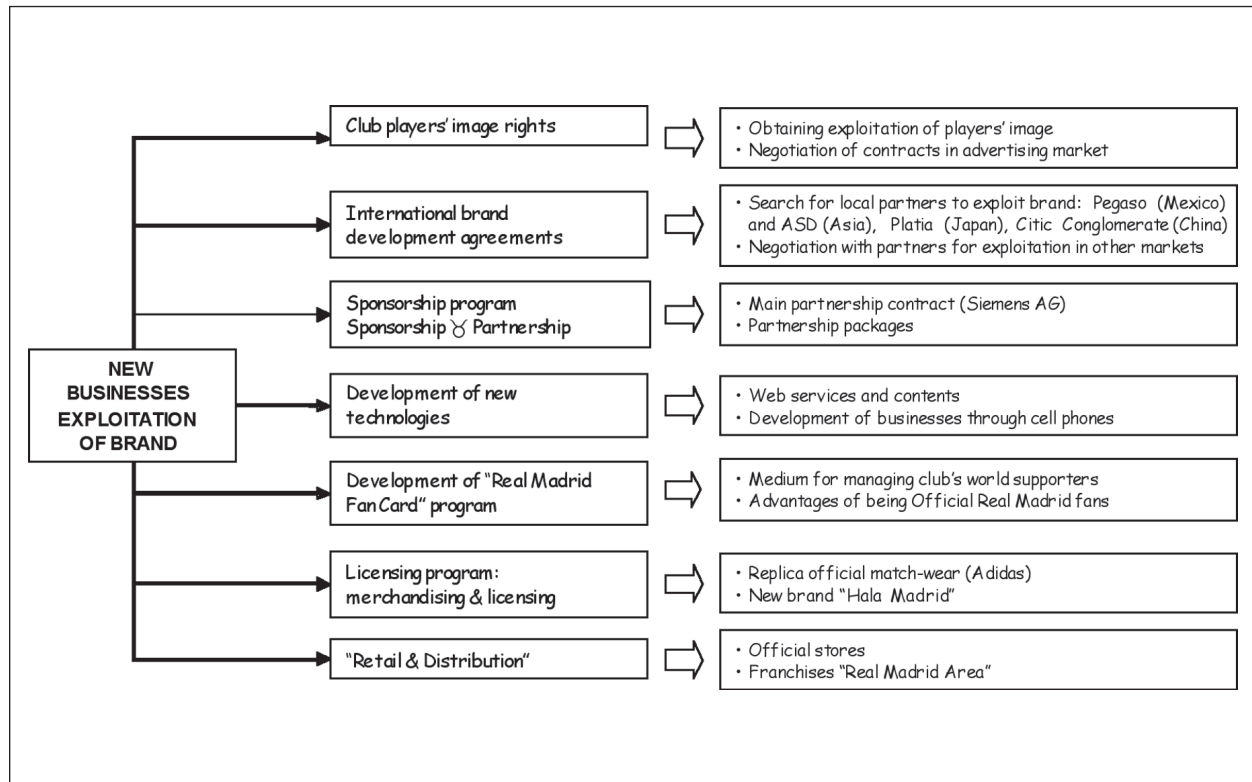 NEW
BUSINESSES
EXPLOITATION
OF BRAND
Club players’ image rights
• Obtaining exploitation of players’ image
• Negotiation of contracts in advertising market
International brand
development agreements
• Search for local partners to exploit brand: Pegaso (Mexico)
and ASD (Asia), Platia (Japan), Citic Conglomerate (China)
• Negotiation with partners for exploitation in other markets
Sponsorship program
Sponsorship ♉ Partnership
• Main partnership contract (Siemens AG)
• Partnership packages
Development of new
technologies
• Web services and contents
• Development of businesses through cell phones
Development of “Real Madrid
Fan Card” program
• Medium for managing club’s world supporters
• Advantages of being Official Real Madrid fans
Licensing program:
merchandising & licensing
• Replica official match-wear (Adidas)
• New brand “Hala Madrid”
“Retail & Distribution”
• Official stores
• Franchises “Real Madrid Area”